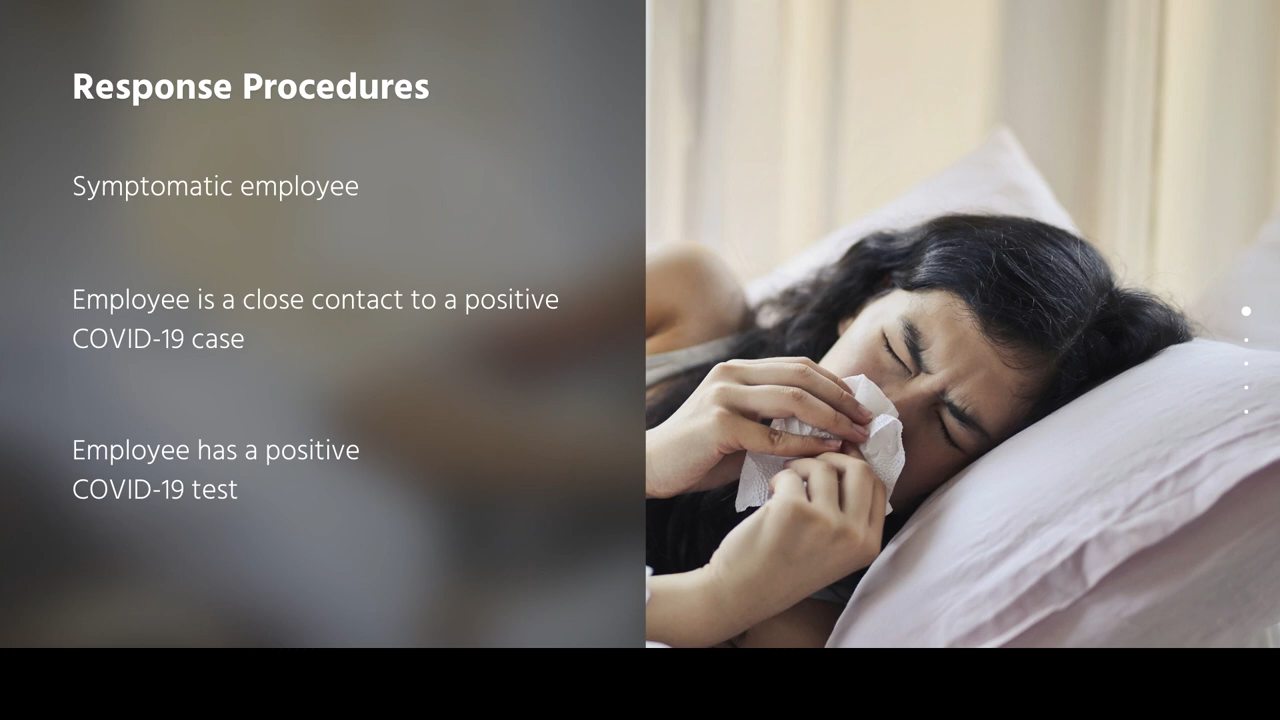 Response Procedures
Symptomatic employee
Employee is a close contact to a positive
COVID-19 case
Employee has a positive
COVID-19 test